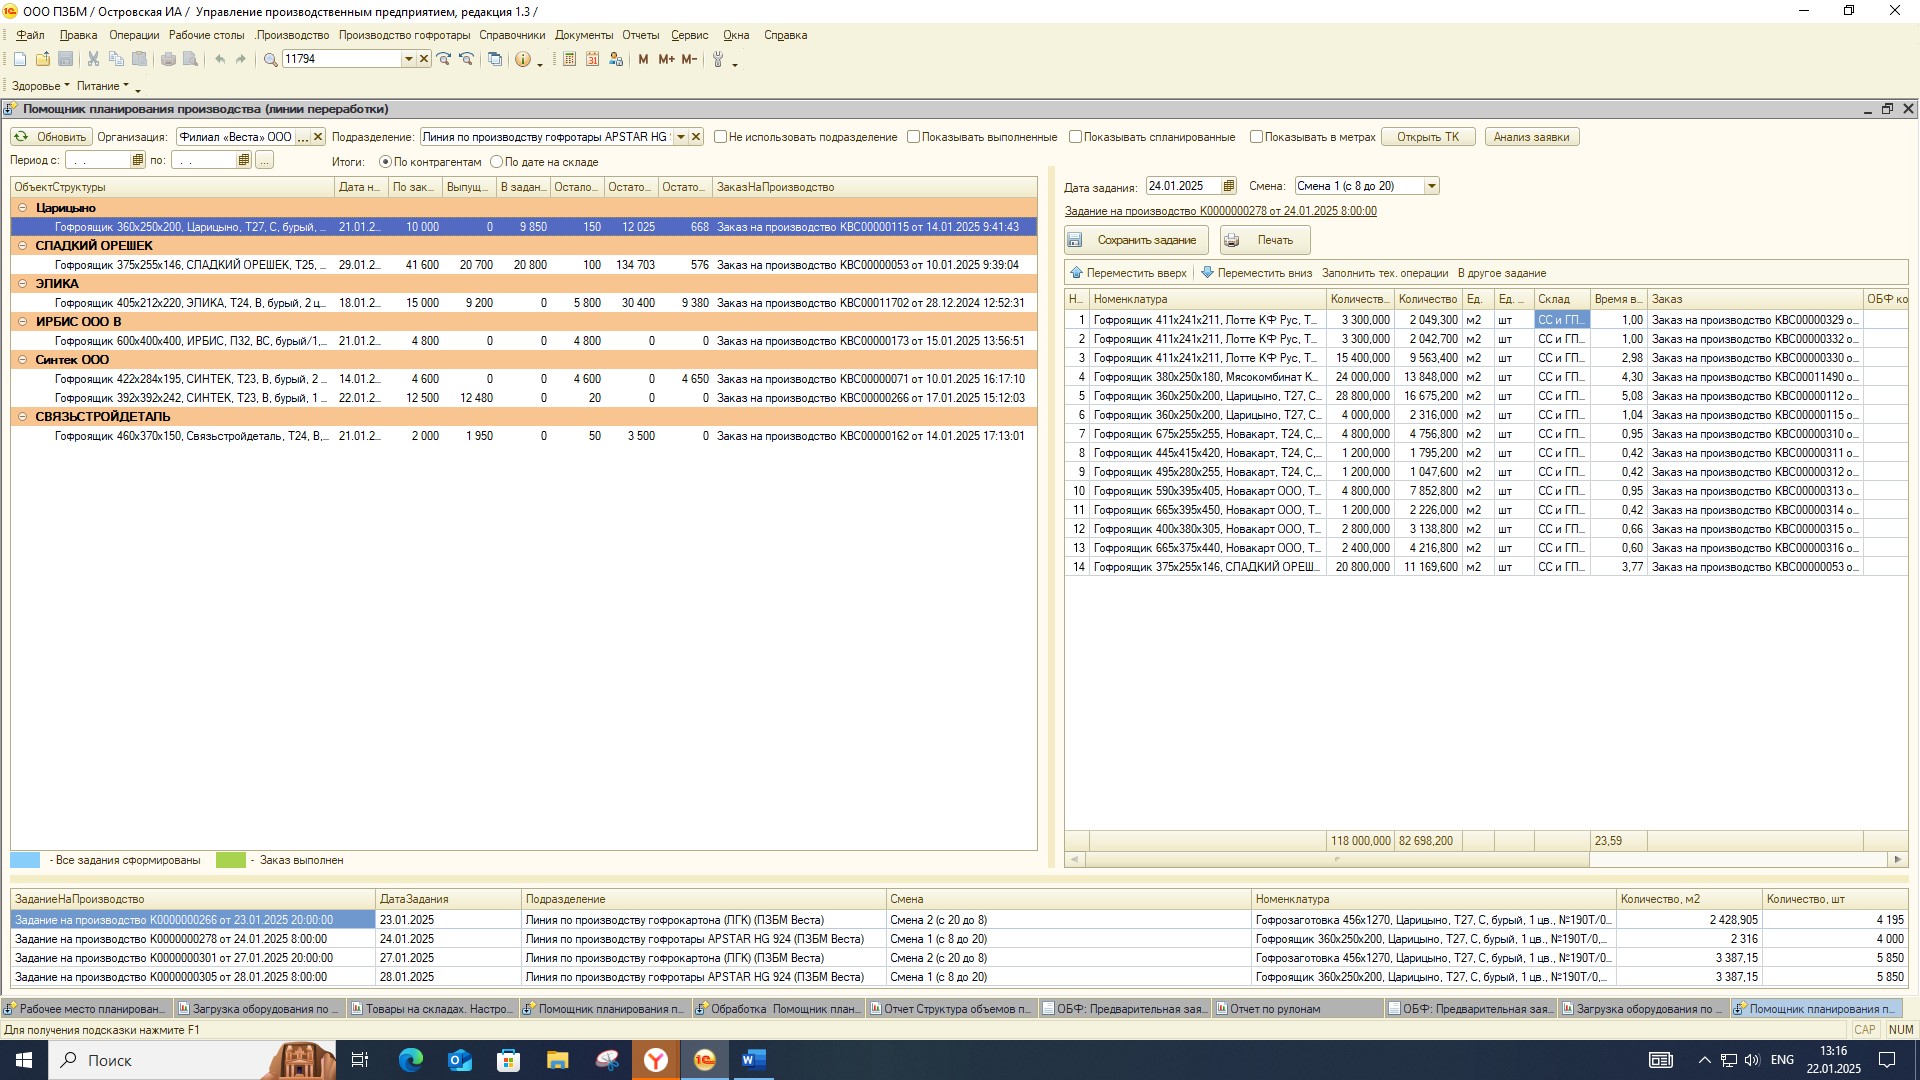 ООО ПЗБМ / Островская ИА / Управление производственным предприятием, редакция 1.3 /
Файл Правка Операции Рабочие столы .Производство Производство гофротары Справочники Документы Отчеты Сервис Окна Справка
11794 M M+ M-
Здоровье Питание
Помощник планирования производства (линии переработки)
Обновить Организация: Филиал «Веста» ООО ... Подразделение: Линия по производству гофротары APSTAR HG Не использовать подразделение Показывать выполненные Показывать спланированные Показывать в метрах Открыть ТК Анализ заявки
Период с: . . по: . . ... Итоги: По контрагентам По дате на складе
ОбъектСтруктуры Дата н... По зак... Выпущ... В задан... Остало... Остато... Остато... ЗаказНаПроизводство
Царицыно
Гофроящик 360х250х200, Царицыно, Т27, С, бурый, ... 21.01.2... 10 000 0 9 850 150 12 025 668 Заказ на производство КВС00000115 от 14.01.2025 9:41:43
СЛАДКИЙ ОРЕШЕК
Гофроящик 375х255х146, СЛАДКИЙ ОРЕШЕК, Т25, ... 29.01.2... 41 600 20 700 20 800 100 134 703 576 Заказ на производство КВС00000053 от 10.01.2025 9:39:04
ЭЛИКА
Гофроящик 405х212х220, ЭЛИКА, Т24, В, бурый, 2 ц... 18.01.2... 15 000 9 200 0 5 800 30 400 9 380 Заказ на производство КВС00011702 от 28.12.2024 12:52:31
ИРБИС ООО В
Гофроящик 600х400х400, ИРБИС, П32, ВС, бурый/1,... 21.01.2... 4 800 0 4 800 0 0 Заказ на производство КВС00000173 от 15.01.2025 13:56:51
Синтек ООО
Гофроящик 422х284х195, СИНТЕК, Т23, В, бурый, 2 ... 14.01.2... 4 600 0 0 4 600 0 4 650 Заказ на производство КВС00000071 от 10.01.2025 16:17:10
Гофроящик 392х392х242, СИНТЕК, Т23, В, бурый, 1 ... 22.01.2... 12 500 12 480 0 20 0 0 Заказ на производство КВС00000266 от 17.01.2025 15:12:03
СВЯЗЬСТРОЙДЕТАЛЬ
Гофроящик 460х370х150, Связьстройдеталь, Т24, В,... 21.01.2... 2 000 1 950 0 50 3 500 0 Заказ на производство КВС00000162 от 14.01.2025 17:13:01
- Все задания сформированы - Заказ выполнен
Дата задания: 24.01.2025 Смена: Смена 1 (с 8 до 20)
Задание на производство К0000000278 от 24.01.2025 8:00:00
Сохранить задание Печать
Переместить вверх Переместить вниз Заполнить тех. операции В другое задание
Н... Номенклатура Количеств... Количество Ед. Ед. ... Склад Время в... Заказ ОБФ ко
1 Гофроящик 411х241х211, Лотте КФ Рус, Т... 3 300,000 2 049,300 м2 шт СС и ГП... 1,00 Заказ на производство КВС00000329 о...
2 Гофроящик 411х241х211, Лотте КФ Рус, Т... 3 300,000 2 042,700 м2 шт СС и ГП... 1,00 Заказ на производство КВС00000332 о...
3 Гофроящик 411х241х211, Лотте КФ Рус, Т... 15 400,000 9 563,400 м2 шт СС и ГП... 2,98 Заказ на производство КВС00000330 о...
4 Гофроящик 380х250х180, Мясокомбинат К... 24 000,000 13 848,000 м2 шт СС и ГП... 4,30 Заказ на производство КВС00011490 о...
5 Гофроящик 360х250х200, Царицыно, Т27, С... 28 800,000 16 675,200 м2 шт СС и ГП... 5,08 Заказ на производство КВС00000112 о...
6 Гофроящик 360х250х200, Царицыно, Т27, С... 4 000,000 2 316,000 м2 шт СС и ГП... 1,04 Заказ на производство КВС00000115 о...
7 Гофроящик 675х255х255, Новакарт, Т24, С,... 4 800,000 4 756,800 м2 шт СС и ГП... 0,95 Заказ на производство КВС00000310 о...
8 Гофроящик 445х415х420, Новакарт, Т24, С,... 1 200,000 1 795,200 м2 шт СС и ГП... 0,42 Заказ на производство КВС00000311 о...
9 Гофроящик 495х280х255, Новакарт, Т24, С,... 1 200,000 1 047,600 м2 шт СС и ГП... 0,42 Заказ на производство КВС00000312 о...
10 Гофроящик 590х395х405, Новакарт ООО, Т... 4 800,000 7 852,800 м2 шт СС и ГП... 0,95 Заказ на производство КВС00000313 о...
11 Гофроящик 665х395х450, Новакарт ООО, Т... 1 200,000 2 226,000 м2 шт СС и ГП... 0,42 Заказ на производство КВС00000314 о...
12 Гофроящик 400х380х305, Новакарт ООО, Т... 2 800,000 3 138,800 м2 шт СС и ГП... 0,66 Заказ на производство КВС00000315 о...
13 Гофроящик 665х375х440, Новакарт ООО, Т... 2 400,000 4 216,800 м2 шт СС и ГП... 0,60 Заказ на производство КВС00000316 о...
14 Гофроящик 375х255х146, СЛАДКИЙ ОРЕШ... 20 800,000 11 169,600 м2 шт СС и ГП... 3,77 Заказ на производство КВС00000053 о...
118 000,000 82 698,200 23,59
ЗаданиеНаПроизводство ДатаЗадания Подразделение Смена Номенклатура Количество, м2 Количество, шт
Задание на производство К0000000266 от 23.01.2025 20:00:00 23.01.2025 Линия по производству гофрокартона (ЛГК) (ПЗБМ Веста) Смена 2 (с 20 до 8) Гофрозаготовка 456х1270, Царицыно, Т27, С, бурый, 1 цв., №190Т/0... 2 428,905 4 195
Задание на производство К0000000278 от 24.01.2025 8:00:00 24.01.2025 Линия по производству гофротары APSTAR HG 924 (ПЗБМ Веста) Смена 1 (с 8 до 20) Гофроящик 360х250х200, Царицыно, Т27, С, бурый, 1 цв., №190Т/0,... 2 316 4 000
Задание на производство К0000000301 от 27.01.2025 20:00:00 27.01.2025 Линия по производству гофрокартона (ЛГК) (ПЗБМ Веста) Смена 2 (с 20 до 8) Гофрозаготовка 456х1270, Царицыно, Т27, С, бурый, 1 цв., №190Т/0... 3 387,15 5 850
Задание на производство К0000000305 от 28.01.2025 8:00:00 28.01.2025 Линия по производству гофротары APSTAR HG 924 (ПЗБМ Веста) Смена 1 (с 8 до 20) Гофроящик 360х250х200, Царицыно, Т27, С, бурый, 1 цв., №190Т/0,... 3 387,15 5 850
Рабочее место планирован... Загрузка оборудования по ... Товары на складах. Настро... Помощник планирования п... Обработка Помощник план... Отчет Структура объемов п... ОБФ: Предварительная зая... Отчет по рулонам ОБФ: Предварительная зая... Загрузка оборудования по ... Помощник планирования п...
Для получения подсказки нажмите F1 CAP NUM
Поиск ENG 13:16
22.01.2025